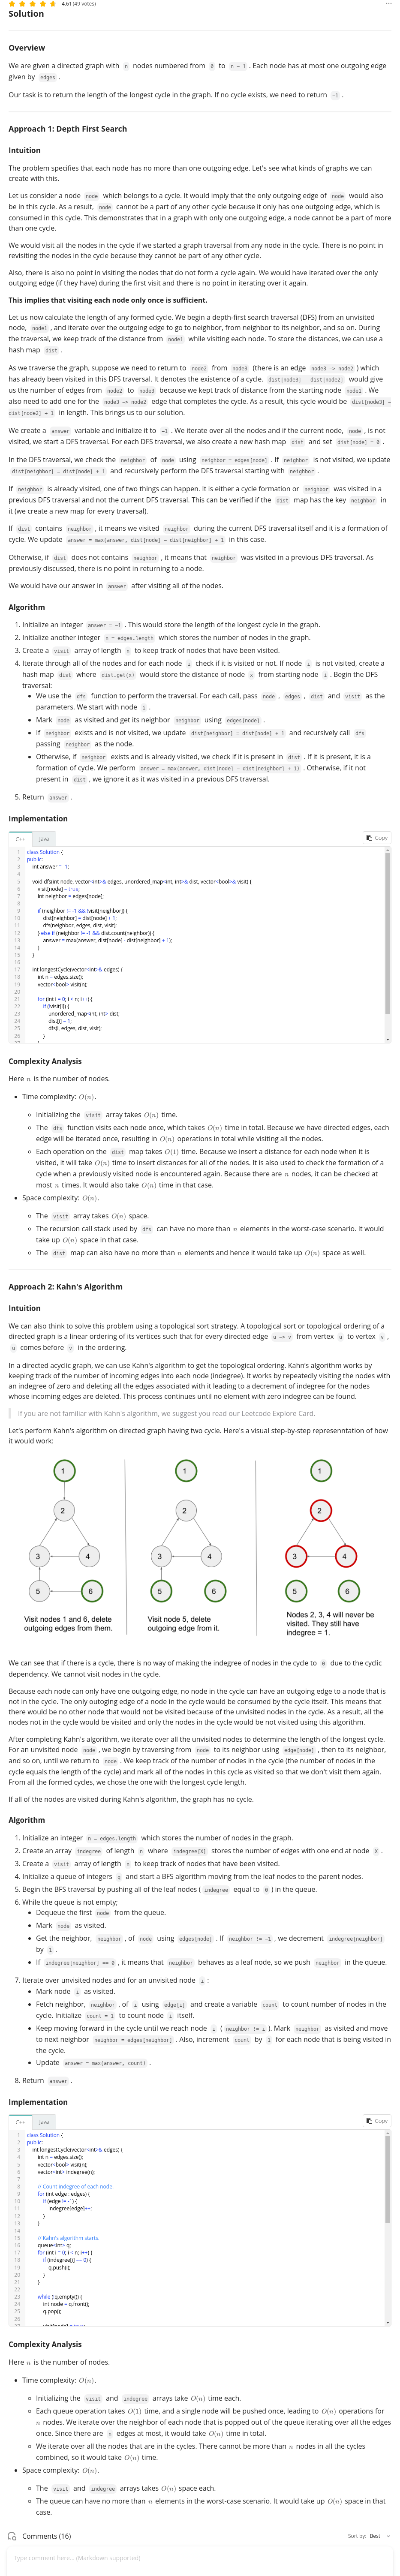 4.61 (49 votes)
Solution
Overview
We are given a directed graph with n nodes numbered from 0 to n - 1 . Each node has at most one outgoing edge
given by edges .
Our task is to return the length of the longest cycle in the graph. If no cycle exists, we need to return -1 .
Approach 1: Depth First Search
Intuition
The problem specifies that each node has no more than one outgoing edge. Let's see what kinds of graphs we can
create with this.
Let us consider a node node which belongs to a cycle. It would imply that the only outgoing edge of node would also
be in this cycle. As a result, node cannot be a part of any other cycle because it only has one outgoing edge, which is
consumed in this cycle. This demonstrates that in a graph with only one outgoing edge, a node cannot be a part of more
than one cycle.
We would visit all the nodes in the cycle if we started a graph traversal from any node in the cycle. There is no point in
revisiting the nodes in the cycle because they cannot be part of any other cycle.
Also, there is also no point in visiting the nodes that do not form a cycle again. We would have iterated over the only
outgoing edge (if they have) during the first visit and there is no point in iterating over it again.
This implies that visiting each node only once is sufficient.
Let us now calculate the length of any formed cycle. We begin a depth-first search traversal (DFS) from an unvisited
node, node1 , and iterate over the outgoing edge to go to neighbor, from neighbor to its neighbor, and so on. During
the traversal, we keep track of the distance from node1 while visiting each node. To store the distances, we can use a
hash map dist .
As we traverse the graph, suppose we need to return to node2 from node3 (there is an edge node3 -> node2 ) which
has already been visited in this DFS traversal. It denotes the existence of a cycle. dist[node3] - dist[node2] would give
us the number of edges from node2 to node3 because we kept track of distance from the starting node node1 . We
also need to add one for the node3 -> node2 edge that completes the cycle. As a result, this cycle would be dist[node3] -
dist[node2] + 1 in length. This brings us to our solution.
We create a answer variable and initialize it to -1 . We iterate over all the nodes and if the current node, node , is not
visited, we start a DFS traversal. For each DFS traversal, we also create a new hash map dist and set dist[node] = 0 .
In the DFS traversal, we check the neighbor of node using neighbor = edges[node] . If neighbor is not visited, we update
dist[neighbor] = dist[node] + 1 and recursively perform the DFS traversal starting with neighbor .
If neighbor is already visited, one of two things can happen. It is either a cycle formation or neighbor was visited in a
previous DFS traversal and not the current DFS traversal. This can be verified if the dist map has the key neighbor in
it (we create a new map for every traversal).
If dist contains neighbor , it means we visited neighbor during the current DFS traversal itself and it is a formation of
cycle. We update answer = max(answer, dist[node] - dist[neighbor] + 1 in this case.
Otherwise, if dist does not contains neighbor , it means that neighbor was visited in a previous DFS traversal. As
previously discussed, there is no point in returning to a node.
We would have our answer in answer after visiting all of the nodes.
Algorithm
1. Initialize an integer answer = -1 . This would store the length of the longest cycle in the graph.
2. Initialize another integer n = edges.length which stores the number of nodes in the graph.
3. Create a visit array of length n to keep track of nodes that have been visited.
4. Iterate through all of the nodes and for each node i check if it is visited or not. If node i is not visited, create a
hash map dist where dist.get(x) would store the distance of node x from starting node i . Begin the DFS
traversal:
• We use the dfs function to perform the traversal. For each call, pass node , edges , dist and visit as the
parameters. We start with node i .
• Mark node as visited and get its neighbor neighbor using edges[node] .
• If neighbor exists and is not visited, we update dist[neighbor] = dist[node] + 1 and recursively call dfs
passing neighbor as the node.
• Otherwise, if neighbor exists and is already visited, we check if it is present in dist . If it is present, it is a
formation of cycle. We perform answer = max(answer, dist[node] - dist[neighbor] + 1) . Otherwise, if it not
present in dist , we ignore it as it was visited in a previous DFS traversal.
5. Return answer .
Implementation
C++ Java Copy
1 class Solution {
2 public:
3 int answer = -1;
4
5 void dfs(int node, vector<int>& edges, unordered_map<int, int>& dist, vector<bool>& visit) {
6 visit[node] = true;
7 int neighbor = edges[node];
8
9 if (neighbor != -1 && !visit[neighbor]) {
10 dist[neighbor] = dist[node] + 1;
11 dfs(neighbor, edges, dist, visit);
12 } else if (neighbor != -1 && dist.count(neighbor)) {
13 answer = max(answer, dist[node] - dist[neighbor] + 1);
14 }
15 }
16
17 int longestCycle(vector<int>& edges) {
18 int n = edges.size();
19 vector<bool> visit(n);
20
21 for (int i = 0; i < n; i++) {
22 if (!visit[i]) {
23 unordered_map<int, int> dist;
24 dist[i] = 1;
25 dfs(i, edges, dist, visit);
26 }
Complexity Analysis
Here n is the number of nodes.
• Time complexity: O(n).
◦ Initializing the visit array takes O(n) time.
◦ The dfs function visits each node once, which takes O(n) time in total. Because we have directed edges, each
edge will be iterated once, resulting in O(n) operations in total while visiting all the nodes.
◦ Each operation on the dist map takes O(1) time. Because we insert a distance for each node when it is
visited, it will take O(n) time to insert distances for all of the nodes. It is also used to check the formation of a
cycle when a previously visited node is encountered again. Because there are n nodes, it can be checked at
most n times. It would also take O(n) time in that case.
• Space complexity: O(n).
◦ The visit array takes O(n) space.
◦ The recursion call stack used by dfs can have no more than n elements in the worst-case scenario. It would
take up O(n) space in that case.
◦ The dist map can also have no more than n elements and hence it would take up O(n) space as well.
Approach 2: Kahn's Algorithm
Intuition
We can also think to solve this problem using a topological sort strategy. A topological sort or topological ordering of a
directed graph is a linear ordering of its vertices such that for every directed edge u -> v from vertex u to vertex v ,
u comes before v in the ordering.
In a directed acyclic graph, we can use Kahn's algorithm to get the topological ordering. Kahn's algorithm works by
keeping track of the number of incoming edges into each node (indegree). It works by repeatedly visiting the nodes with
an indegree of zero and deleting all the edges associated with it leading to a decrement of indegree for the nodes
whose incoming edges are deleted. This process continues until no element with zero indegree can be found.
If you are not familiar with Kahn's algorithm, we suggest you read our Leetcode Explore Card.
Let's perform Kahn's algorithm on directed graph having two cycle. Here's a visual step-by-step representation of how
it would work:
1 1 1
2 2 2
3 4 3 4 3 4
5 6 5 6 5 6
Visit nodes 1 and 6, delete
outgoing edges from them.
Visit node 5, delete
outgoing edge from it.
Nodes 2, 3, 4 will never be
visited. They still have
indegree = 1.
We can see that if there is a cycle, there is no way of making the indegree of nodes in the cycle to 0 due to the cyclic
dependency. We cannot visit nodes in the cycle.
Because each node can only have one outgoing edge, no node in the cycle can have an outgoing edge to a node that is
not in the cycle. The only outoging edge of a node in the cycle would be consumed by the cycle itself. This means that
there would be no other node that would not be visited because of the unvisited nodes in the cycle. As a result, all the
nodes not in the cycle would be visited and only the nodes in the cycle would be not visited using this algorithm.
After completing Kahn's algorithm, we iterate over all the unvisited nodes to determine the length of the longest cycle.
For an unvisited node node , we begin by traversing from node to its neighbor using edge[node] , then to its neighbor,
and so on, until we return to node . We keep track of the number of nodes in the cycle (the number of nodes in the
cycle equals the length of the cycle) and mark all of the nodes in this cycle as visited so that we don't visit them again.
From all the formed cycles, we chose the one with the longest cycle length.
If all of the nodes are visited during Kahn's algorithm, the graph has no cycle.
Algorithm
1. Initialize an integer n = edges.length which stores the number of nodes in the graph.
2. Create an array indegree of length n where indegree[X] stores the number of edges with one end at node X .
3. Create a visit array of length n to keep track of nodes that have been visited.
4. Initialize a queue of integers q and start a BFS algorithm moving from the leaf nodes to the parent nodes.
5. Begin the BFS traversal by pushing all of the leaf nodes ( indegree equal to 0 ) in the queue.
6. While the queue is not empty;
• Dequeue the first node from the queue.
• Mark node as visited.
• Get the neighbor, neighbor , of node using edges[node] . If neighbor != -1 , we decrement indegree[neighbor]
by 1 .
• If indegree[neighbor] == 0 , it means that neighbor behaves as a leaf node, so we push neighbor in the queue.
7. Iterate over unvisited nodes and for an unvisited node i :
• Mark node i as visited.
• Fetch neighbor, neighbor , of i using edge[i] and create a variable count to count number of nodes in the
cycle. Initialize count = 1 to count node i itself.
• Keep moving forward in the cycle until we reach node i ( neighbor != i ). Mark neighbor as visited and move
to next neighbor neighbor = edges[neighbor] . Also, increment count by 1 for each node that is being visited in
the cycle.
• Update answer = max(answer, count) .
8. Return answer .
Implementation
C++ Java Copy
1 class Solution {
2 public:
3 int longestCycle(vector<int>& edges) {
4 int n = edges.size();
5 vector<bool> visit(n);
6 vector<int> indegree(n);
7
8 // Count indegree of each node.
9 for (int edge : edges) {
10 if (edge != -1) {
11 indegree[edge]++;
12 }
13 }
14
15 // Kahn's algorithm starts.
16 queue<int> q;
17 for (int i = 0; i < n; i++) {
18 if (indegree[i] == 0) {
19 q.push(i);
20 }
21 }
22
23 while (!q.empty()) {
24 int node = q.front();
25 q.pop();
26
Complexity Analysis
Here n is the number of nodes.
• Time complexity: O(n).
◦ Initializing the visit and indegree arrays take O(n) time each.
◦ Each queue operation takes O(1) time, and a single node will be pushed once, leading to O(n) operations for
n nodes. We iterate over the neighbor of each node that is popped out of the queue iterating over all the edges
once. Since there are n edges at most, it would take O(n) time in total.
◦ We iterate over all the nodes that are in the cycles. There cannot be more than n nodes in all the cycles
combined, so it would take O(n) time.
• Space complexity: O(n).
◦ The visit and indegree arrays takes O(n) space each.
◦ The queue can have no more than n elements in the worst-case scenario. It would take up O(n) space in that
case.
Comments (16) Sort by: Best
Type comment here... (Markdown supported)